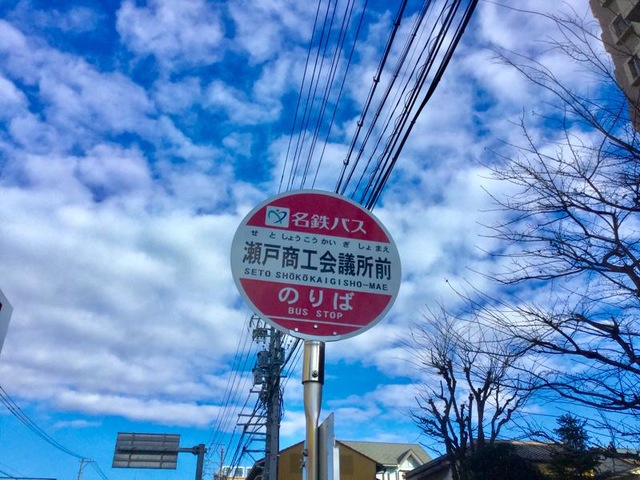 名鉄バス
せとしょうこうかいぎしょまえ
瀬戸商工会議所前
SETO SHŌKŌKAIGISHO-MAE
のりば
BUS STOP